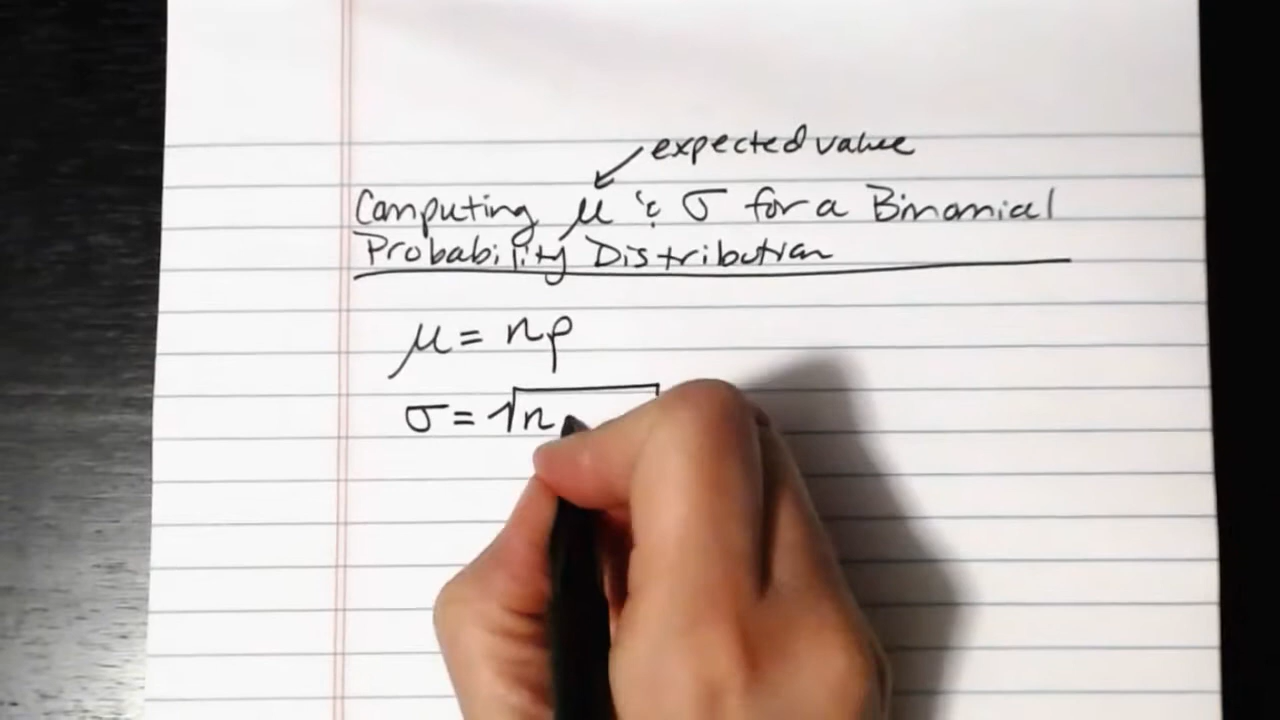 expected value
Computing μ & σ for a Binomial
Probability Distribution
μ = np
σ = √n